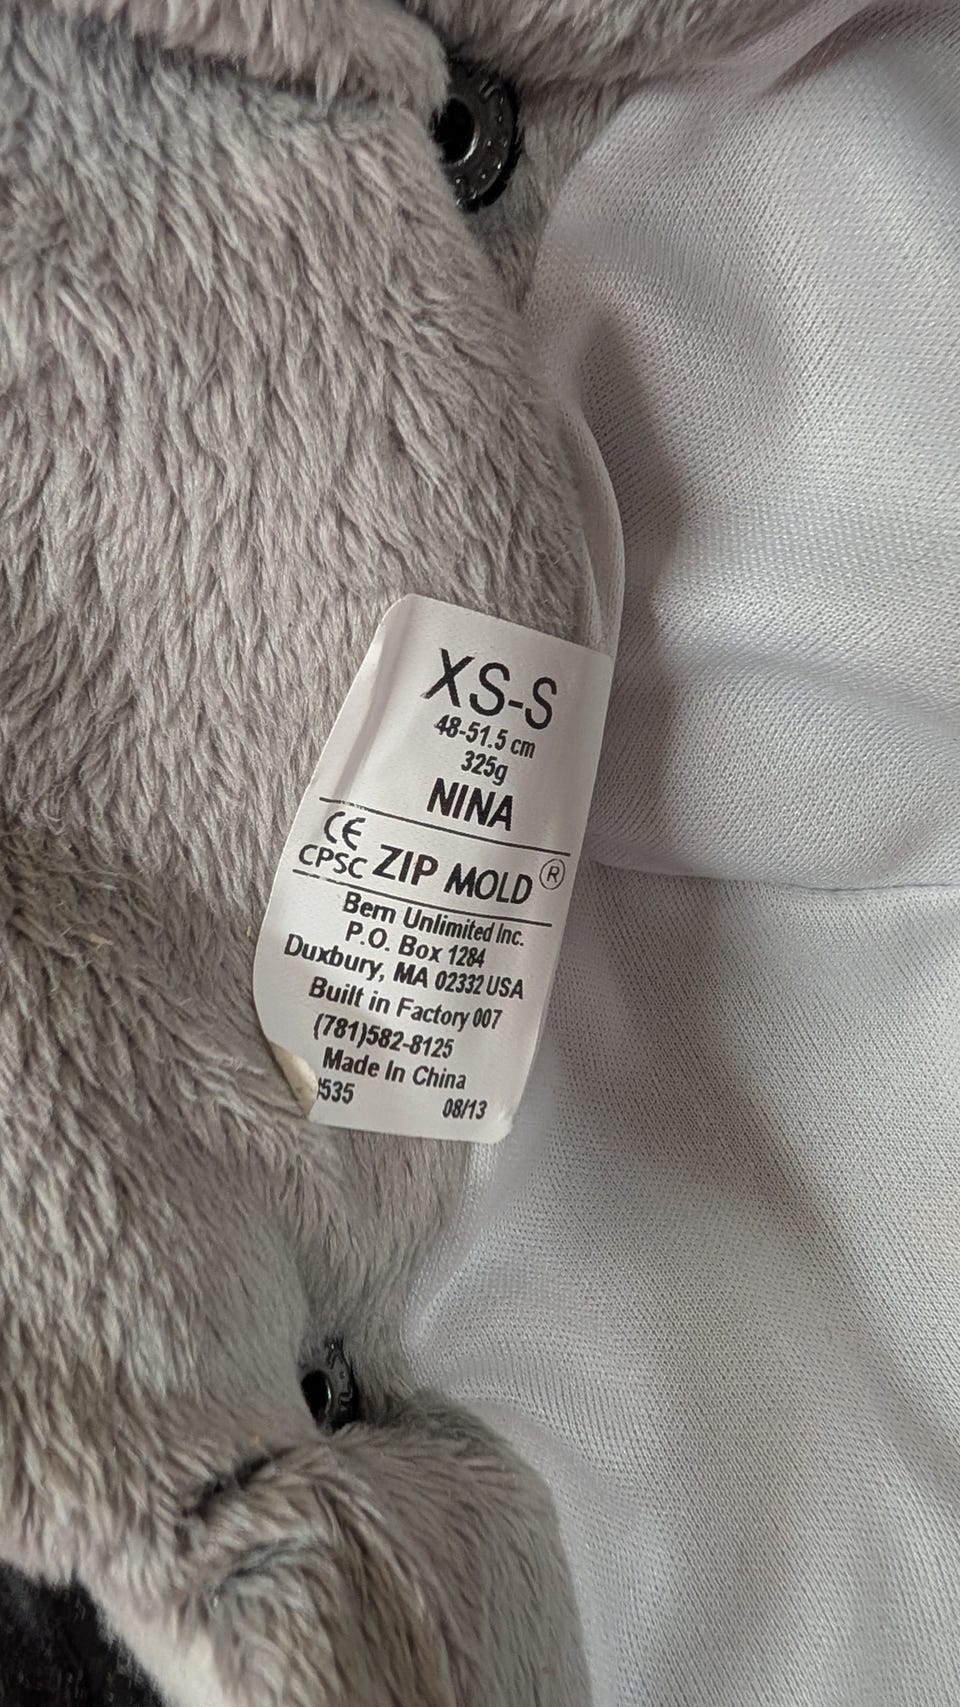 XS-S
48-51.5 cm
325g
NINA
CE
CPSC ZIP MOLD ®
Bern Unlimited Inc.
P.O. Box 1284
Duxbury, MA 02332 USA
Built in Factory 007
(781)582-8125
Made In China
535 08/13